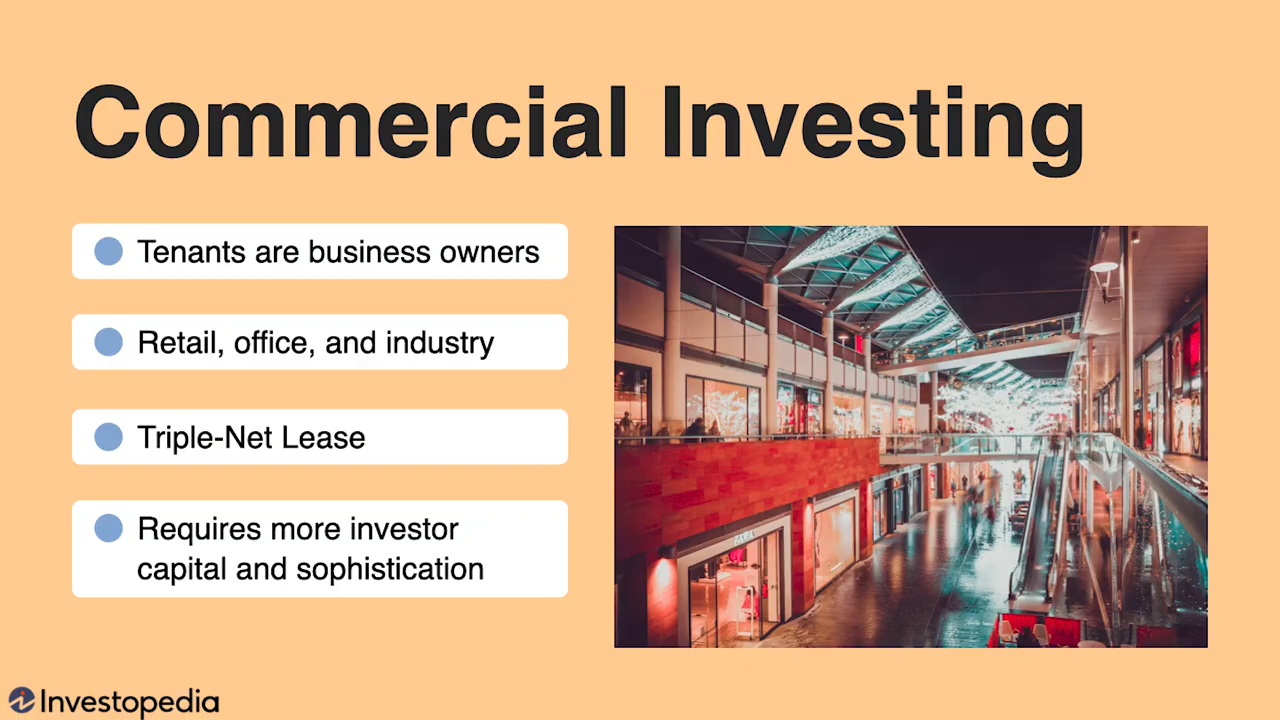 Commercial Investing
Tenants are business owners
Retail, office, and industry
Triple-Net Lease
Requires more investor
capital and sophistication
ZARA
Investopedia